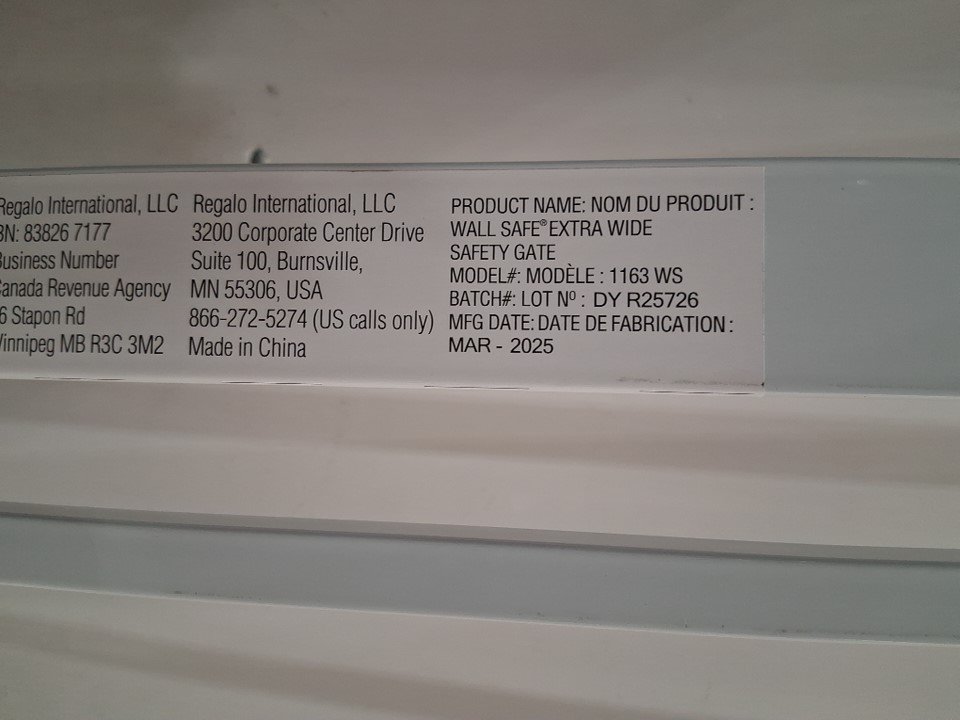 Regalo International, LLC
BN: 83826 7177
Business Number
Canada Revenue Agency
Stapon Rd
Winnipeg MB R3C 3M2
Regalo International, LLC
3200 Corporate Center Drive
Suite 100, Burnsville,
MN 55306, USA
866-272-5274 (US calls only)
Made in China
PRODUCT NAME: NOM DU PRODUIT :
WALL SAFE® EXTRA WIDE
SAFETY GATE
MODEL#: MODÈLE : 1163 WS
BATCH#: LOT Nº : DY R25726
MFG DATE: DATE DE FABRICATION :
MAR - 2025